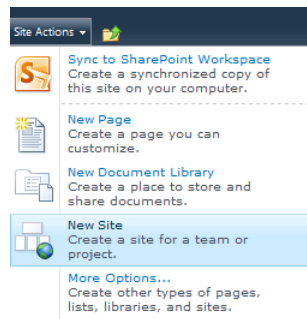 Site Actions
Sync to SharePoint Workspace
Create a synchronized copy of
this site on your computer.
New Page
Create a page you can
customize.
New Document Library
Create a place to store and
share documents.
New Site
Create a site for a team or
project.
More Options...
Create other types of pages,
lists, libraries, and sites.